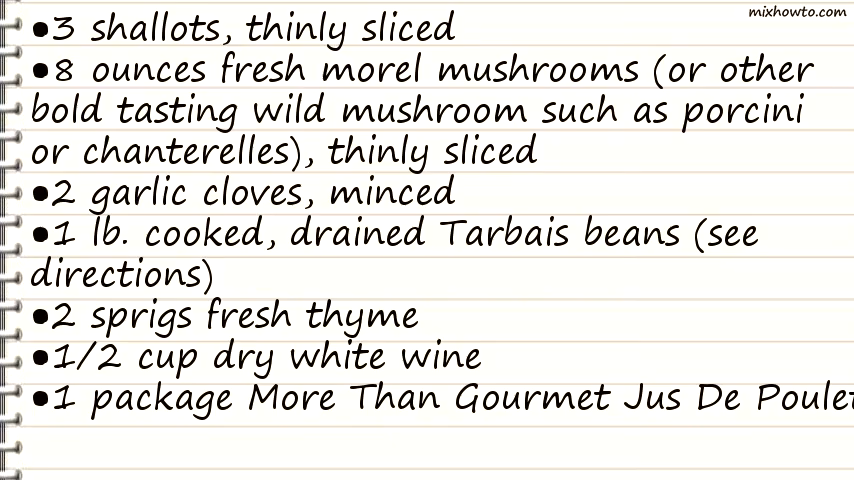 mixhowto.com
•3 shallots, thinly sliced
•8 ounces fresh morel mushrooms (or other
bold tasting wild mushroom such as porcini
or chanterelles), thinly sliced
•2 garlic cloves, minced
•1 lb. cooked, drained Tarbais beans (see
directions)
•2 sprigs fresh thyme
•1/2 cup dry white wine
•1 package More Than Gourmet Jus De Poulet